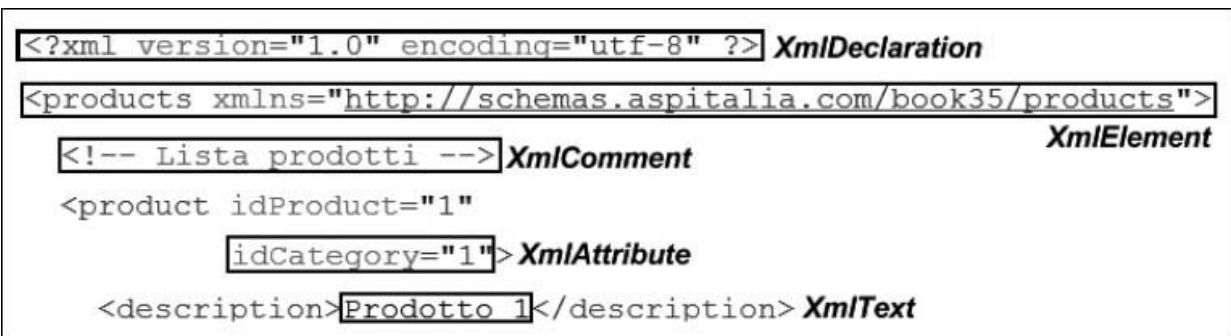 <?xml version="1.0" encoding="utf-8" ?> XmlDeclaration
<products xmlns="http://schemas.aspitalia.com/book35/products">
XmlElement
<!-- Lista prodotti --> XmlComment
<product idProduct="1"
idCategory="1"> XmlAttribute
<description>Prodotto 1</description> XmlText